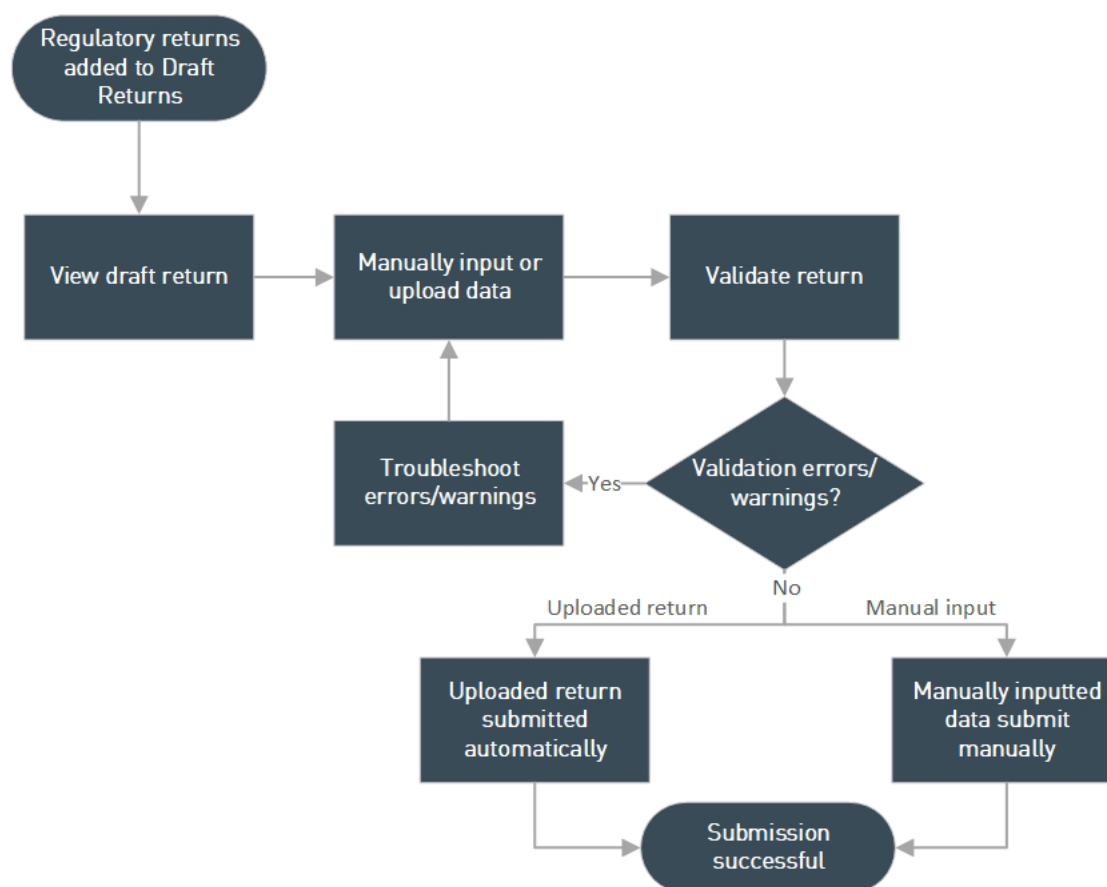 Regulatory returns
added to Draft
Returns
View draft return
Manually input or
upload data
Validate return
Troubleshoot
errors/warnings
Yes
Validation errors/
warnings?
No
Uploaded return
Manual input
Uploaded return
submitted
automatically
Manually inputted
data submit
manually
Submission
successful